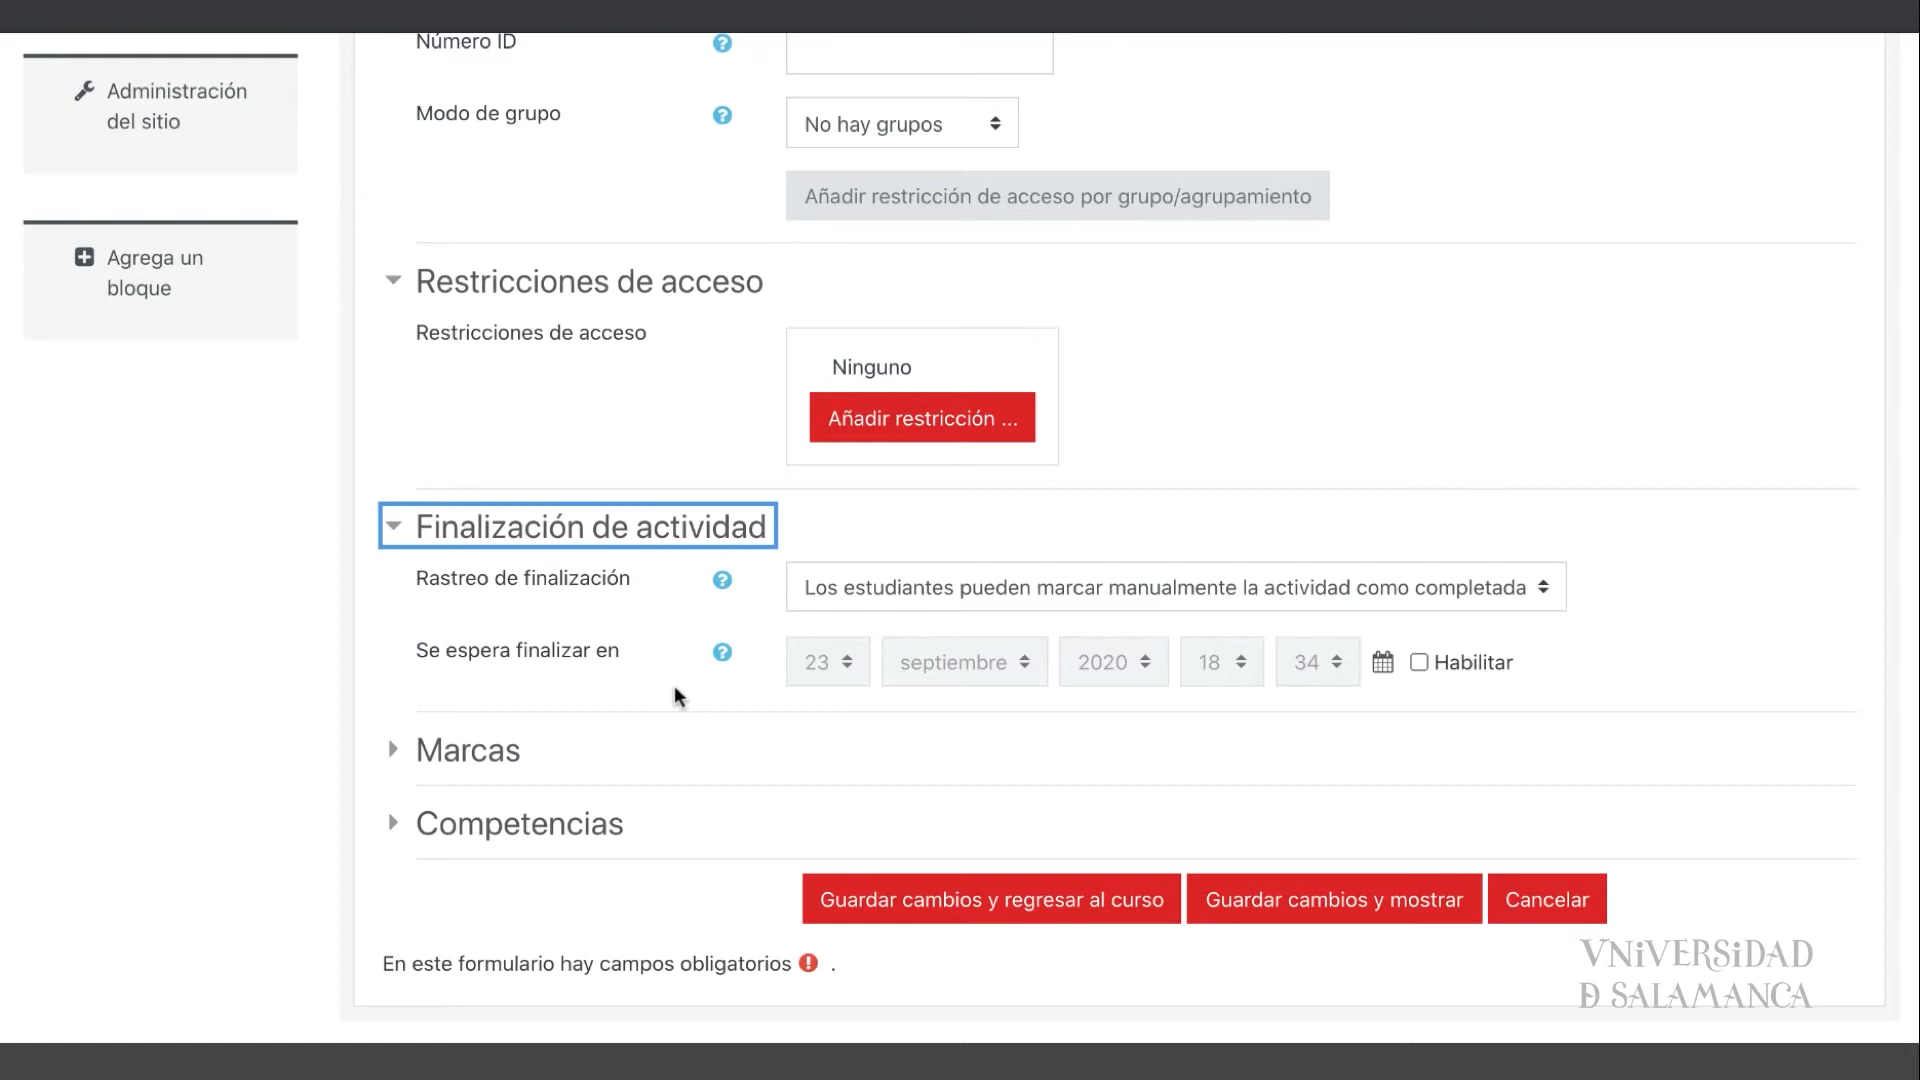 Número ID
Administración
del sitio
Modo de grupo
No hay grupos
Añadir restricción de acceso por grupo/agrupamiento
Agrega un
bloque
Restricciones de acceso
Restricciones de acceso
Ninguno
Añadir restricción ...
Finalización de actividad
Rastreo de finalización
Los estudiantes pueden marcar manualmente la actividad como completada
Se espera finalizar en
23 septiembre 2020 18 34 Habilitar
Marcas
Competencias
Guardar cambios y regresar al curso Guardar cambios y mostrar Cancelar
En este formulario hay campos obligatorios .
VNiVERSiDAD
Ð SALAMANCA